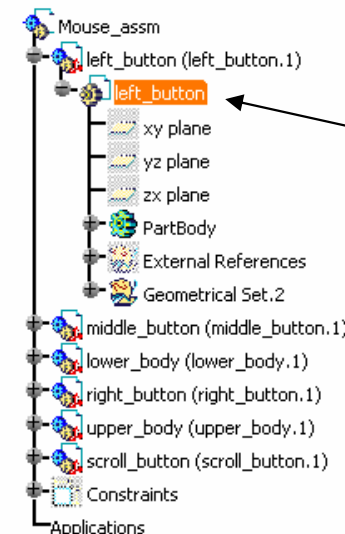 Mouse_assm
left_button (left_button.1)
left_button
xy plane
yz plane
zx plane
PartBody
External References
Geometrical Set.2
middle_button (middle_button.1)
lower_body (lower_body.1)
right_button (right_button.1)
upper_body (upper_body.1)
scroll_button (scroll_button.1)
Constraints
Applications